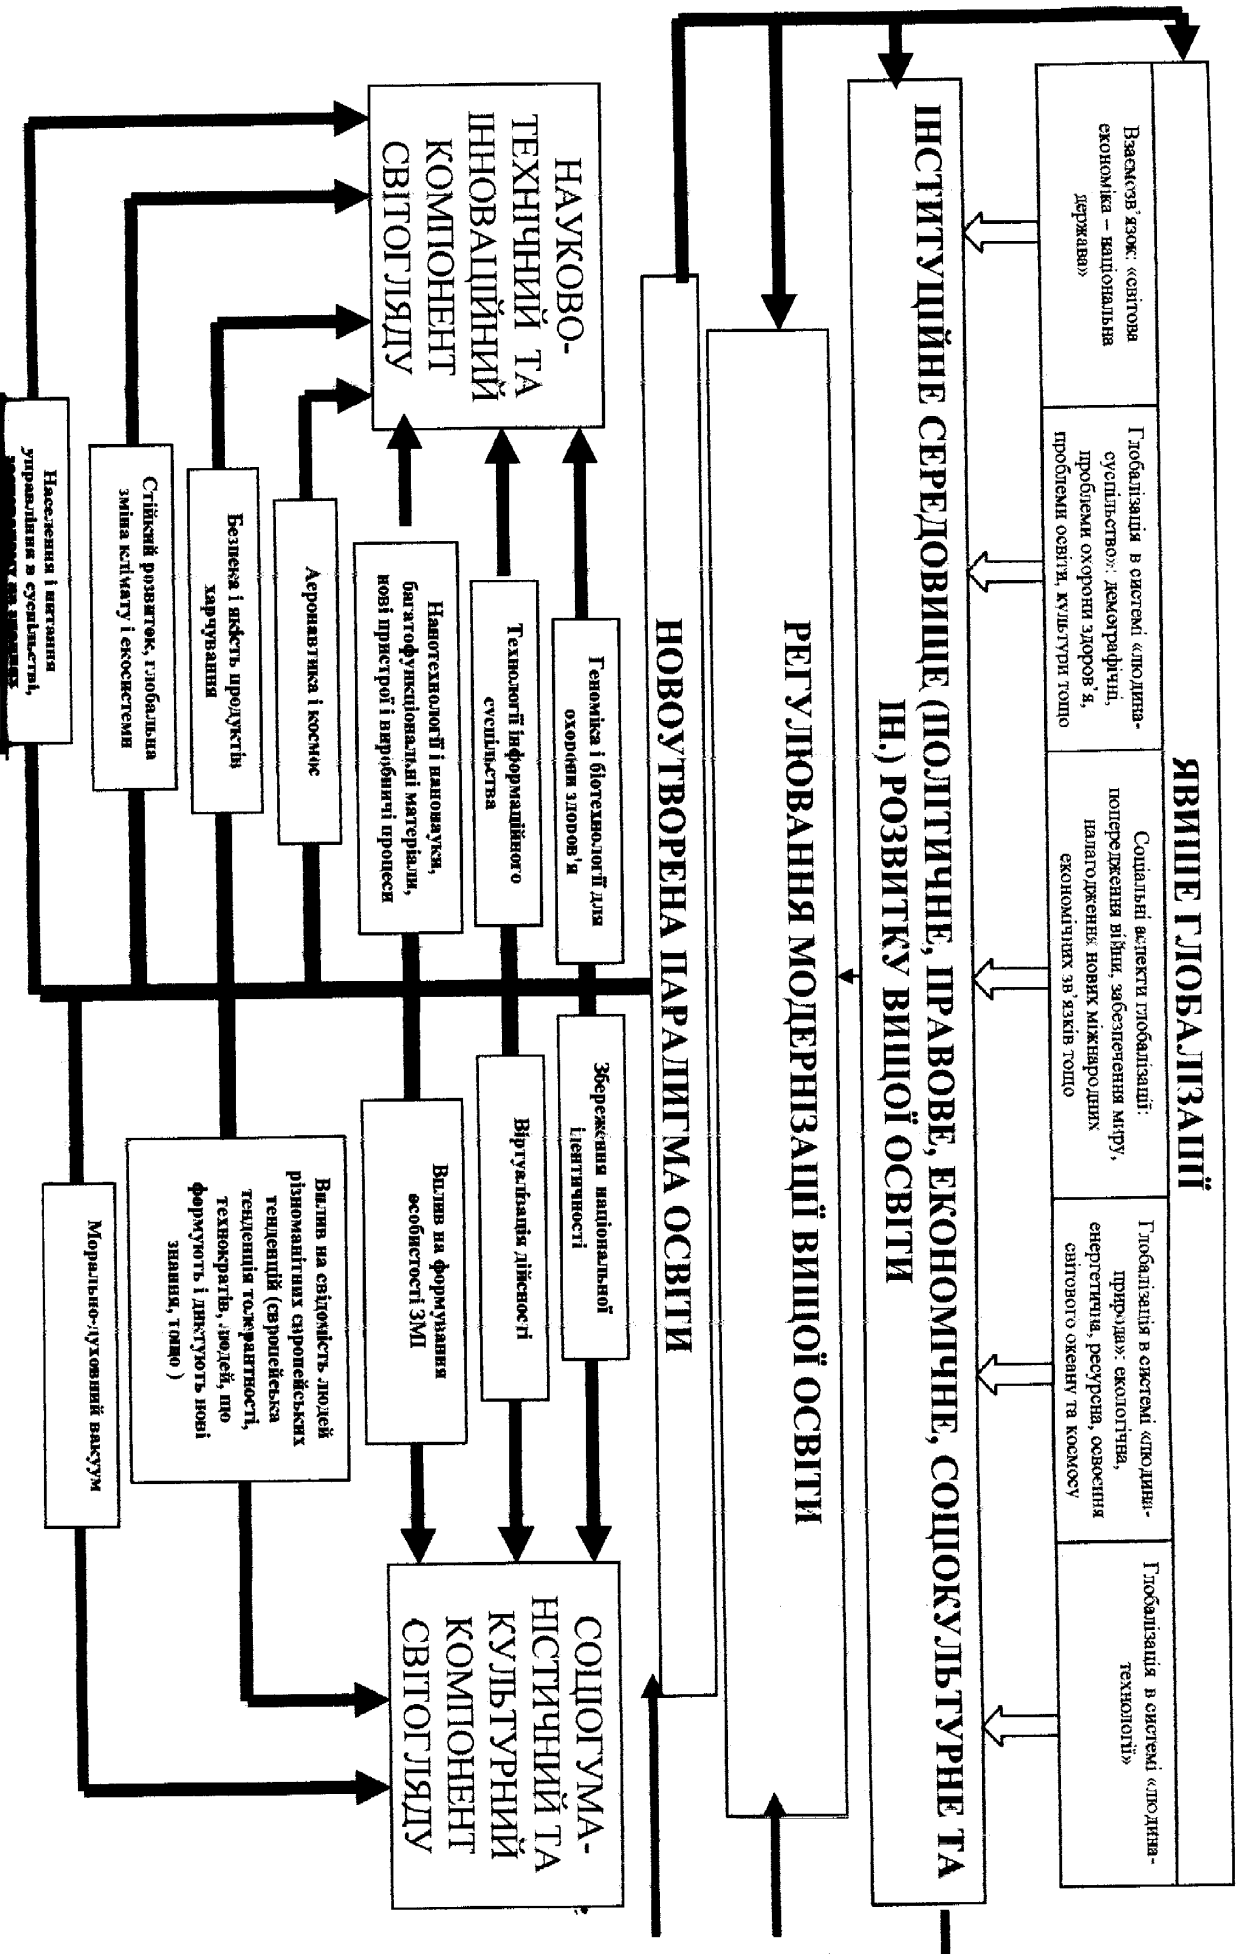 ЯВИЩЕ ГЛОБАЛІЗАЦІЇ
Взаємозв'язок: «світова
економіка – національна
держава»
Глобалізація в системі «людина-
суспільство»: демографічні,
проблеми охорони здоров'я,
проблеми освіти, культури тощо
Соціальні аспекти глобалізації:
попередження війни, забезпечення миру,
налагодження нових міжнародних
економічних зв'язків тощо
Глобалізація в системі «людина-
природа»: екологічна,
енергетична, ресурсна, освоєння
світового океану та космосу
Глобалізація в системі «людина-
технології»
ІНСТИТУЦІЙНЕ СЕРЕДОВИЩЕ (ПОЛІТИЧНЕ, ПРАВОВЕ, ЕКОНОМІЧНЕ, СОЦІОКУЛЬТУРНЕ ТА
ІН.) РОЗВИТКУ ВИЩОЇ ОСВІТИ
РЕГУЛЮВАННЯ МОДЕРНІЗАЦІЇ ВИЩОЇ ОСВІТИ
НОВОУТВОРЕНА ПАРАДИГМА ОСВІТИ
НАУКОВО-
ТЕХНІЧНИЙ ТА
ІННОВАЦІЙНИЙ
КОМПОНЕНТ
СВІТОГЛЯДУ
Геноміка і біотехнології для
охорони здоров'я
Технології інформаційного
суспільства
Нанотехнології і нанонауки,
багатофункціональні матеріали,
нові пристрої і виробничі процеси
Аеронавтика і космос
Безпека і якість продуктів
харчування
Стійкий розвиток, глобальна
зміна клімату і екосистеми
Населення і питання
управління в суспільстві,
Збереження національної
ідентичності
Віртуалізація дійсності
Вплив на формування
особистості ЗМІ
Вплив на свідомість людей
різноманітних європейських
тенденцій (європейська
тенденція толерантності,
технократів, людей, що
формують і диктують нові
знання, тощо )
Морально-духовний вакуум
СОЦІОГУМА-
НІСТИЧНИЙ ТА
КУЛЬТУРНИЙ
КОМПОНЕНТ
СВІТОГЛЯДУ